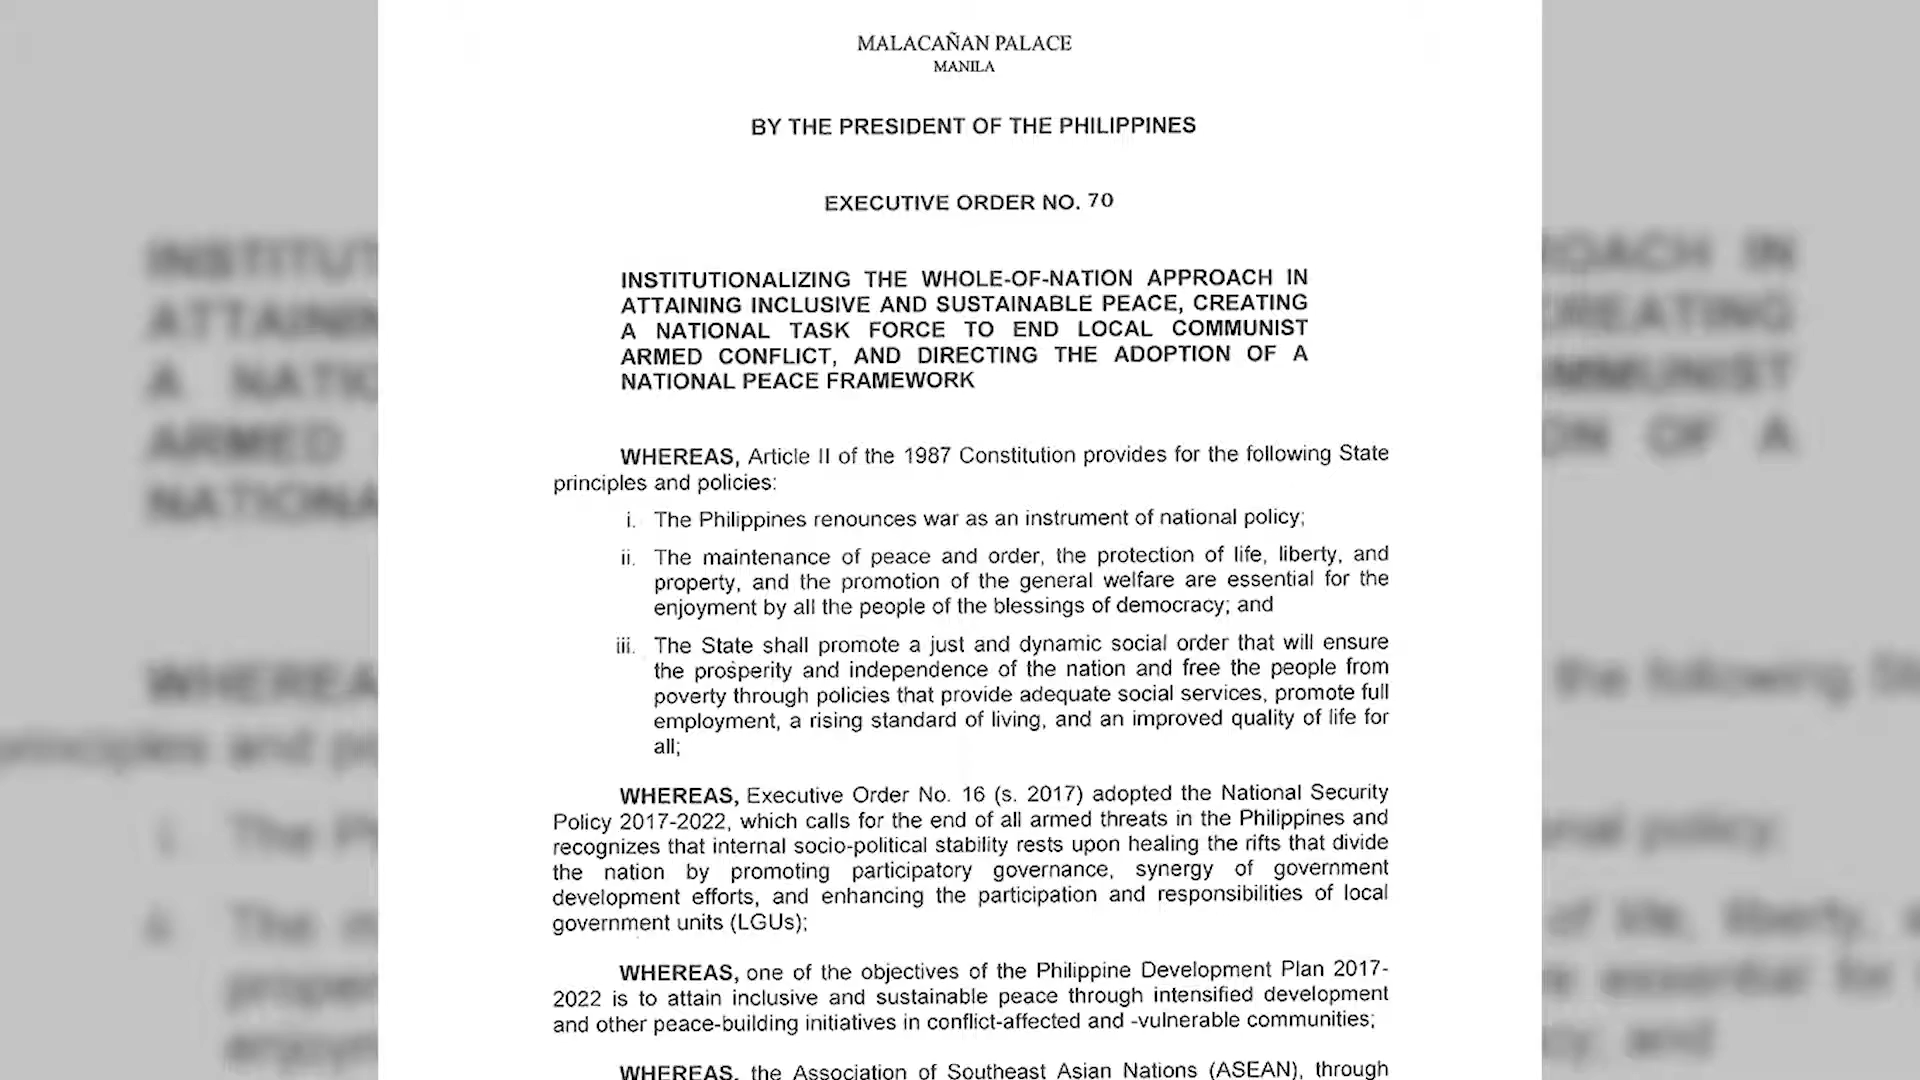 MALACAÑAN PALACE
MANILA
BY THE PRESIDENT OF THE PHILIPPINES
EXECUTIVE ORDER NO. 70
INSTITUTIONALIZING THE WHOLE-OF-NATION APPROACH IN
ATTAINING INCLUSIVE AND SUSTAINABLE PEACE, CREATING
A NATIONAL TASK FORCE TO END LOCAL COMMUNIST
ARMED CONFLICT, AND DIRECTING THE ADOPTION OF A
NATIONAL PEACE FRAMEWORK
WHEREAS, Article II of the 1987 Constitution provides for the following State
principles and policies:
i. The Philippines renounces war as an instrument of national policy;
ii. The maintenance of peace and order, the protection of life, liberty, and
property, and the promotion of the general welfare are essential for the
enjoyment by all the people of the blessings of democracy; and
iii. The State shall promote a just and dynamic social order that will ensure
the prosperity and independence of the nation and free the people from
poverty through policies that provide adequate social services, promote full
employment, a rising standard of living, and an improved quality of life for
all;
WHEREAS, Executive Order No. 16 (s. 2017) adopted the National Security
Policy 2017-2022, which calls for the end of all armed threats in the Philippines and
recognizes that internal socio-political stability rests upon healing the rifts that divide
the nation by promoting participatory governance, synergy of government
development efforts, and enhancing the participation and responsibilities of local
government units (LGUs);
WHEREAS, one of the objectives of the Philippine Development Plan 2017-
2022 is to attain inclusive and sustainable peace through intensified development
and other peace-building initiatives in conflict-affected and -vulnerable communities;
WHEREAS, the Association of Southeast Asian Nations (ASEAN), through